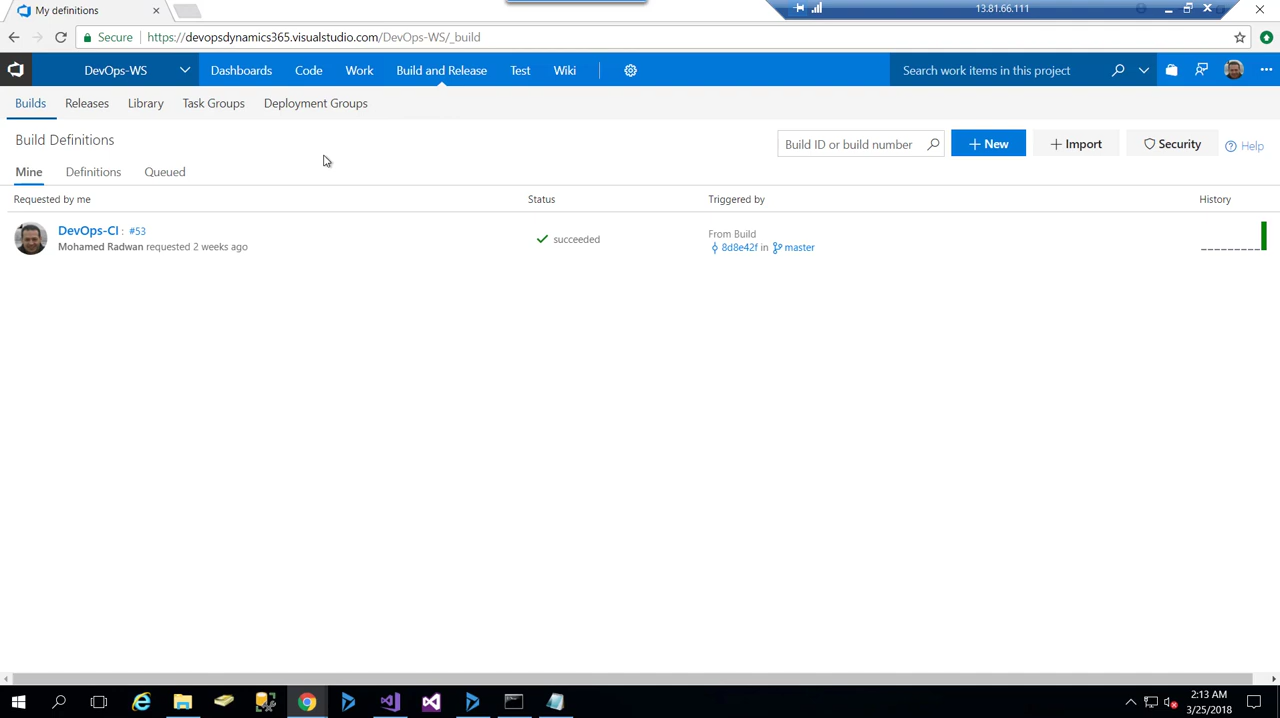 My definitions
13.81.66.111
Secure
https://devopsdynamics365.visualstudio.com/DevOps-WS/_build
DevOps-WS
Dashboards
Code
Work
Build and Release
Test
Wiki
Search work items in this project
Builds
Releases
Library
Task Groups
Deployment Groups
Build Definitions
Build ID or build number
+ New
+ Import
Security
Help
Mine
Definitions
Queued
Requested by me
Status
Triggered by
History
DevOps-CI : #53
Mohamed Radwan requested 2 weeks ago
succeeded
From Build
8d8e42f in master
2:13 AM
3/25/2018